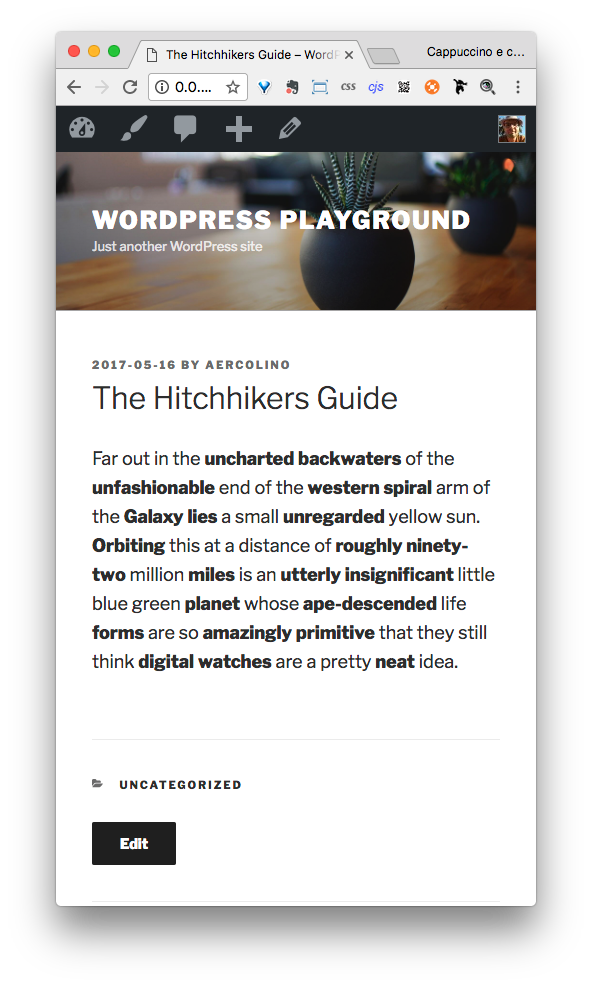 The Hitchhikers Guide – WordP
Cappuccino e c...
0.0....
css
cjs
WORDPRESS PLAYGROUND
Just another WordPress site
2017-05-16 BY AERCOLINO
The Hitchhikers Guide
Far out in the uncharted backwaters of the
unfashionable end of the western spiral arm of
the Galaxy lies a small unregarded yellow sun.
Orbiting this at a distance of roughly ninety-
two million miles is an utterly insignificant little
blue green planet whose ape-descended life
forms are so amazingly primitive that they still
think digital watches are a pretty neat idea.
UNCATEGORIZED
Edit